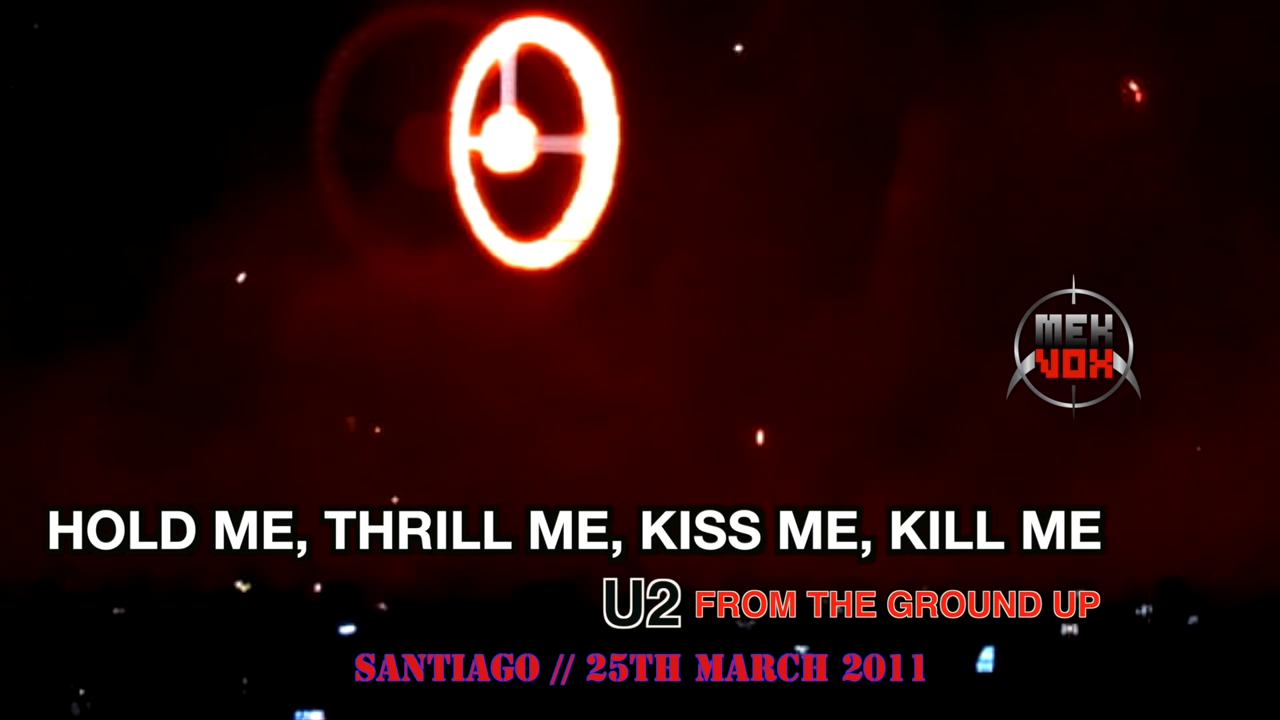 MEK
VOX
HOLD ME, THRILL ME, KISS ME, KILL ME
U2 FROM THE GROUND UP
SANTIAGO // 25TH MARCH 2011